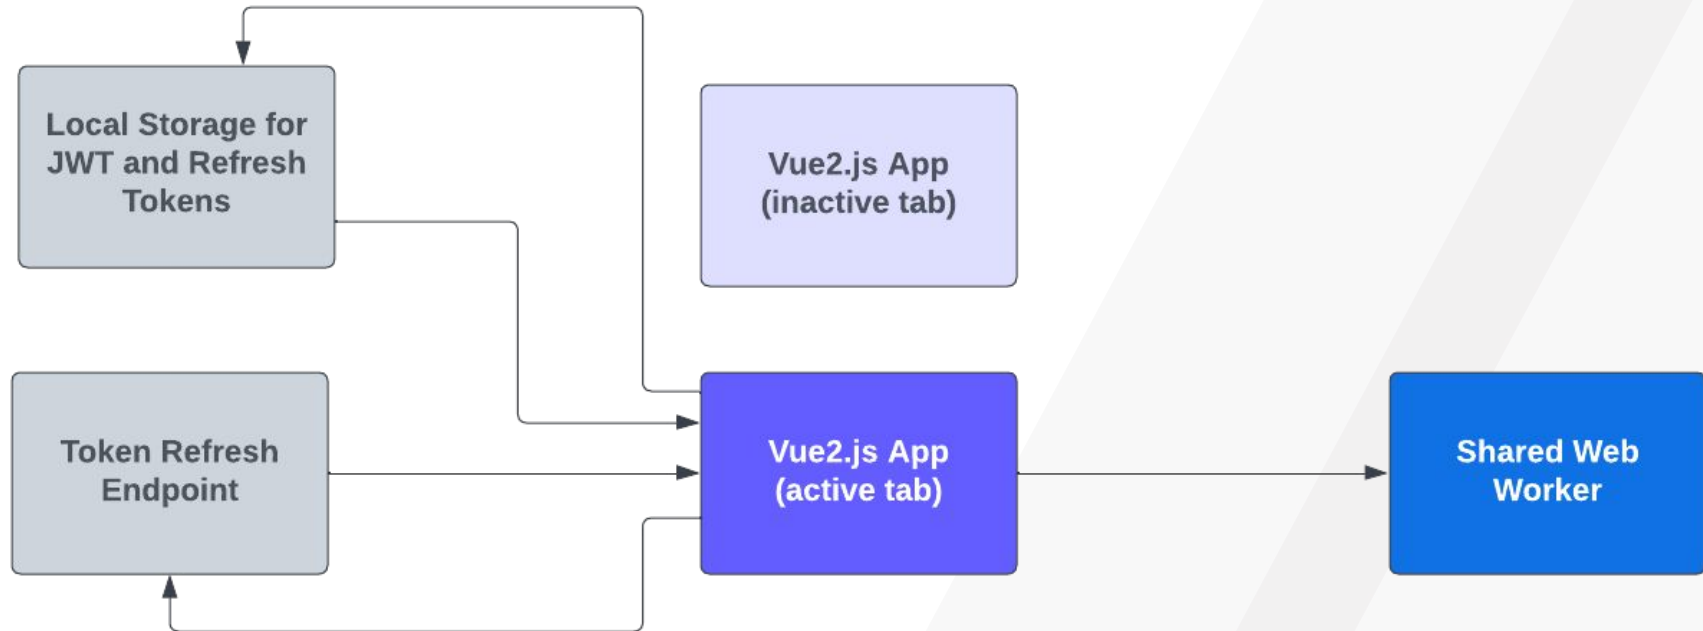 Local Storage for
JWT and Refresh
Tokens
Vue2.js App
(inactive tab)
Token Refresh
Endpoint
Vue2.js App
(active tab)
Shared Web
Worker